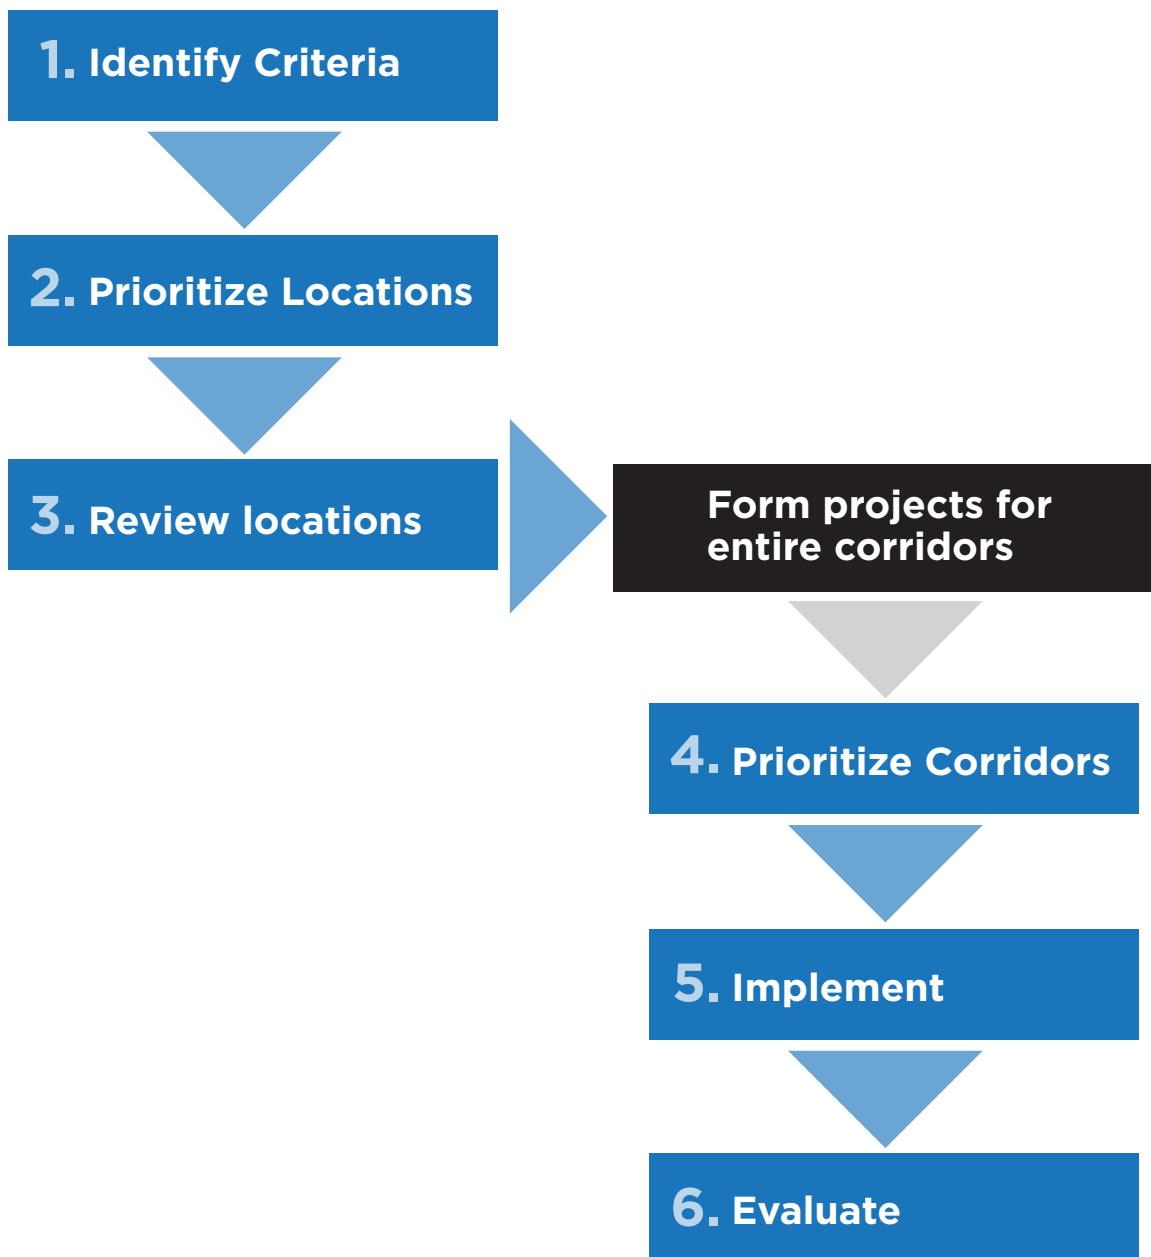 1. Identify Criteria
2. Prioritize Locations
3. Review locations
Form projects for
entire corridors
4. Prioritize Corridors
5. Implement
6. Evaluate